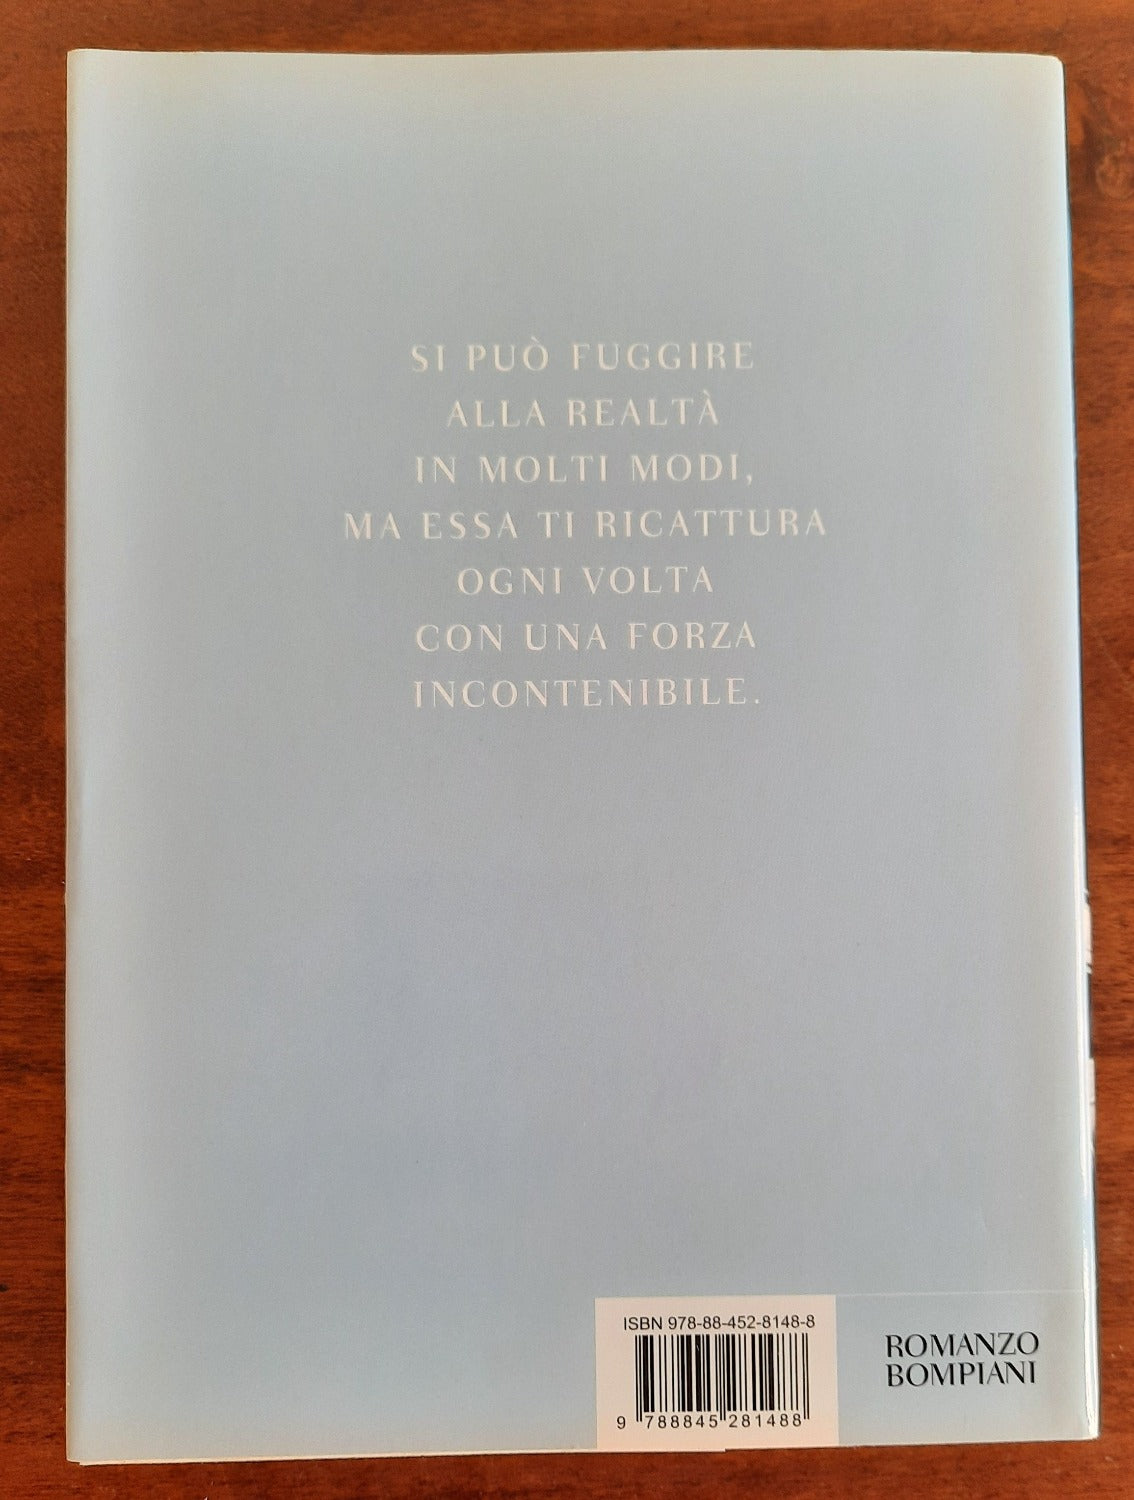 SI PUÒ FUGGIRE
ALLA REALTÀ
IN MOLTI MODI,
MA ESSA TI RICATTURA
OGNI VOLTA
CON UNA FORZA
INCONTENIBILE.
ISBN 978-88-452-8148-8
9 788845 281488
ROMANZO
BOMPIANI